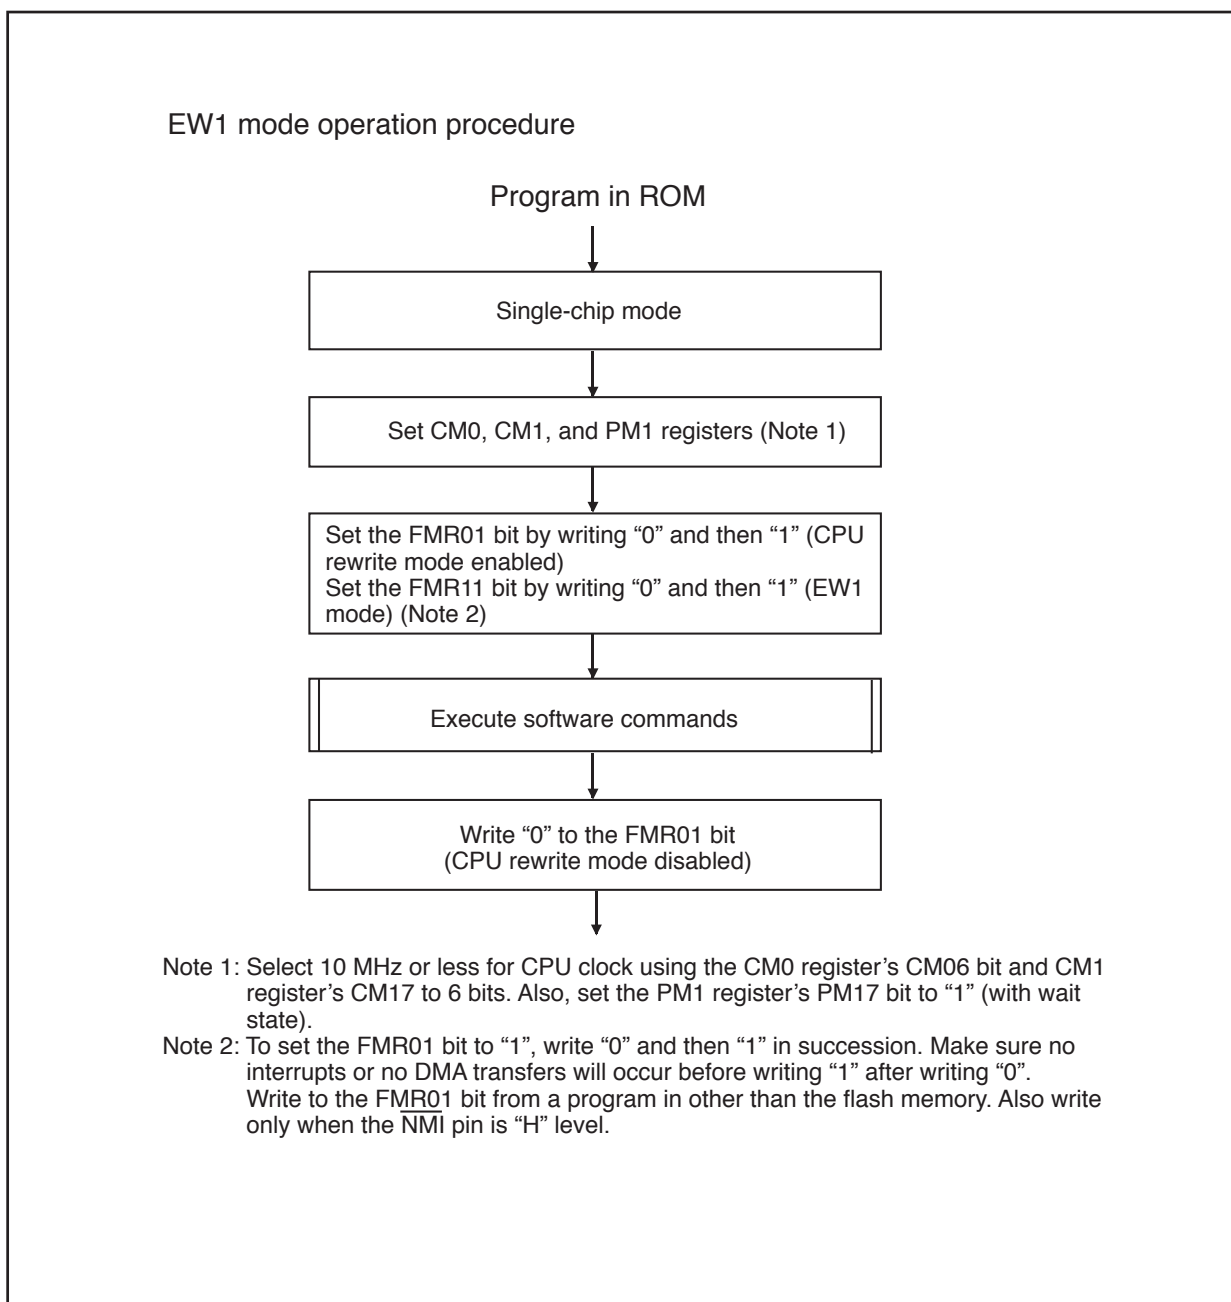 EW1 mode operation procedure
Program in ROM
Single-chip mode
Set CM0, CM1, and PM1 registers (Note 1)
Set the FMR01 bit by writing “0” and then “1” (CPU
rewrite mode enabled)
Set the FMR11 bit by writing “0” and then “1” (EW1
mode) (Note 2)
Execute software commands
Write “0” to the FMR01 bit
(CPU rewrite mode disabled)
Note 1: Select 10 MHz or less for CPU clock using the CM0 register’s CM06 bit and CM1
register’s CM17 to 6 bits. Also, set the PM1 register’s PM17 bit to “1” (with wait
state).
Note 2: To set the FMR01 bit to “1”, write “0” and then “1” in succession. Make sure no
interrupts or no DMA transfers will occur before writing “1” after writing “0”.
Write to the FMR01 bit from a program in other than the flash memory. Also write
only when the NMI pin is “H” level.